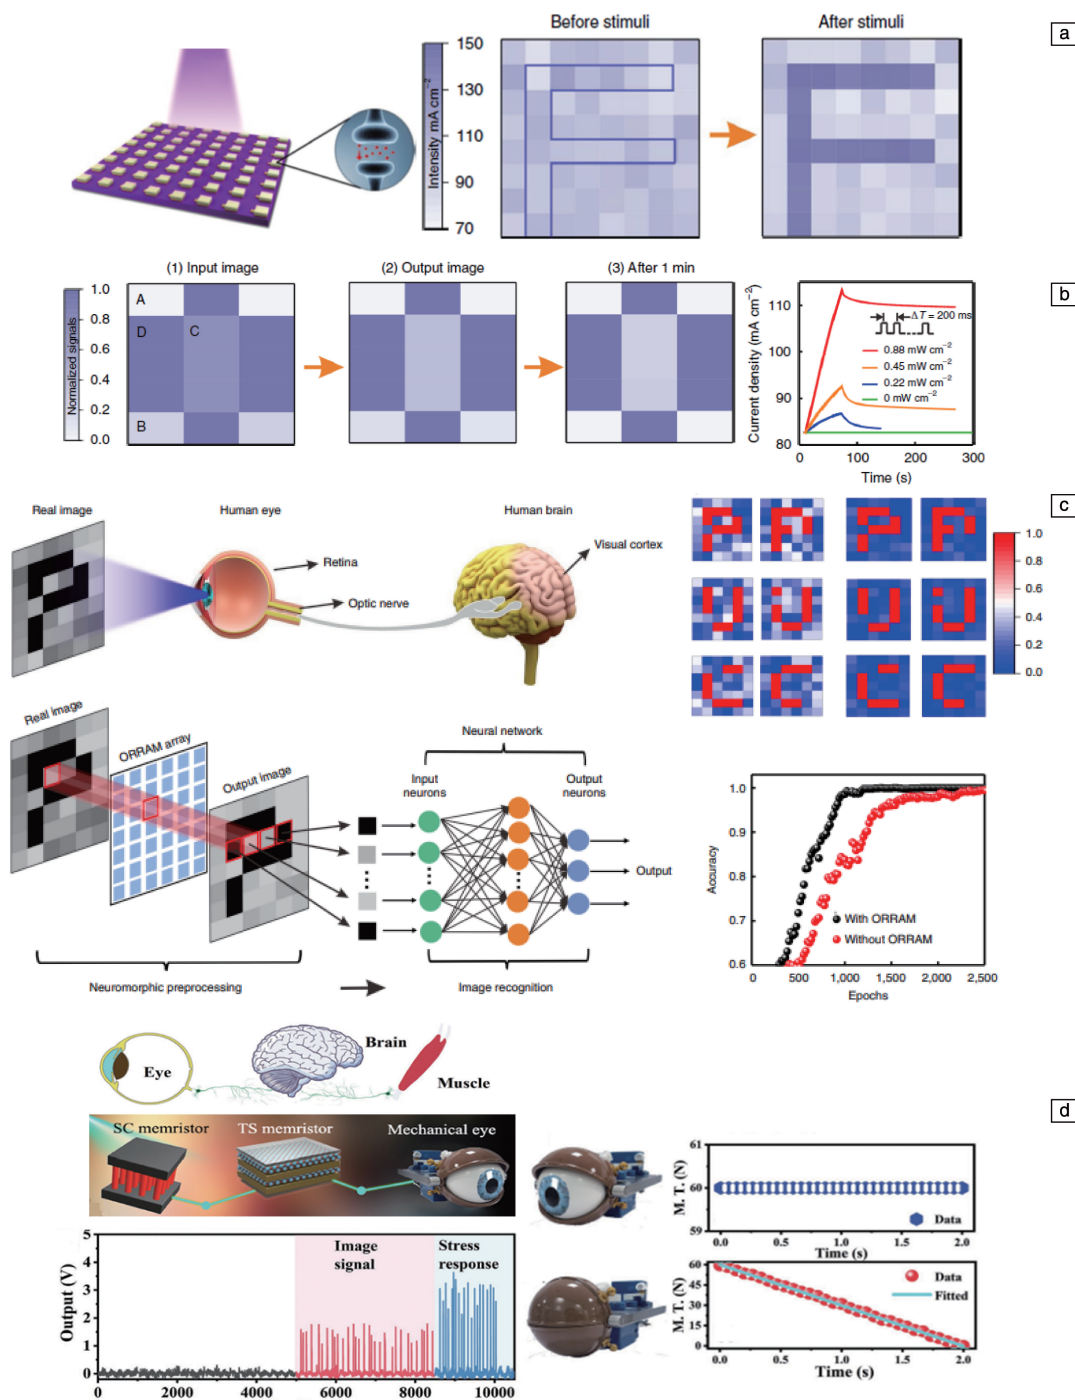 a
Before stimuli
After stimuli
Intensity mA cm⁻²
150
130
110
90
70
b
(1) Input image
(2) Output image
(3) After 1 min
Normalized signals
1.0
0.8
0.6
0.4
0.2
0.0
A
D
C
B
Current density (mA cm⁻²)
110
100
90
80
ΔT = 200 ms
0.88 mW cm⁻²
0.45 mW cm⁻²
0.22 mW cm⁻²
0 mW cm⁻²
0
100
200
300
Time (s)
c
Real image
Human eye
Human brain
Retina
Optic nerve
Visual cortex
1.0
0.8
0.6
0.4
0.2
0.0
Real image
ORRAM array
Output image
Neural network
Input
neurons
Output
neurons
Output
Neuromorphic preprocessing
Image recognition
Accuracy
1.0
0.9
0.8
0.7
0.6
With ORRAM
Without ORRAM
0
500
1,000
1,500
2,000
2,500
Epochs
d
Eye
Brain
Muscle
SC memristor
TS memristor
Mechanical eye
Output (V)
5
4
3
2
1
0
Image
signal
Stress
response
0
2000
4000
6000
8000
10000
M. T. (N)
61
60
59
Data
0.0
0.5
1.0
1.5
2.0
Time (s)
M. T. (N)
60
45
30
15
0
Data
Fitted
0.0
0.5
1.0
1.5
2.0
Time (s)